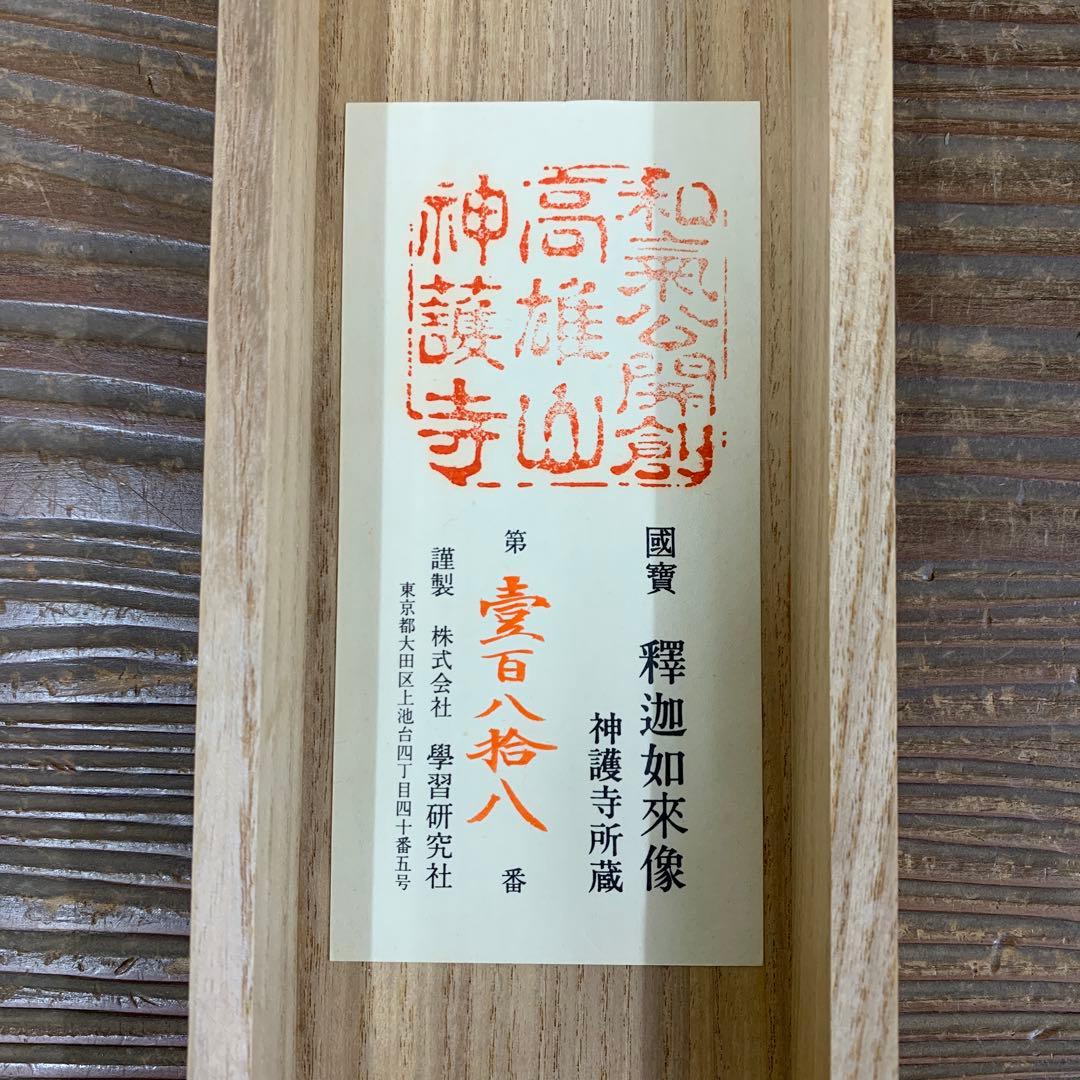 和氣公開創
高雄山
神護寺
國寶 釋迦如來像
神護寺所蔵
第 壹百八拾八 番
謹製 株式会社 學習研究社
東京都大田区上池台四丁目四十番五号